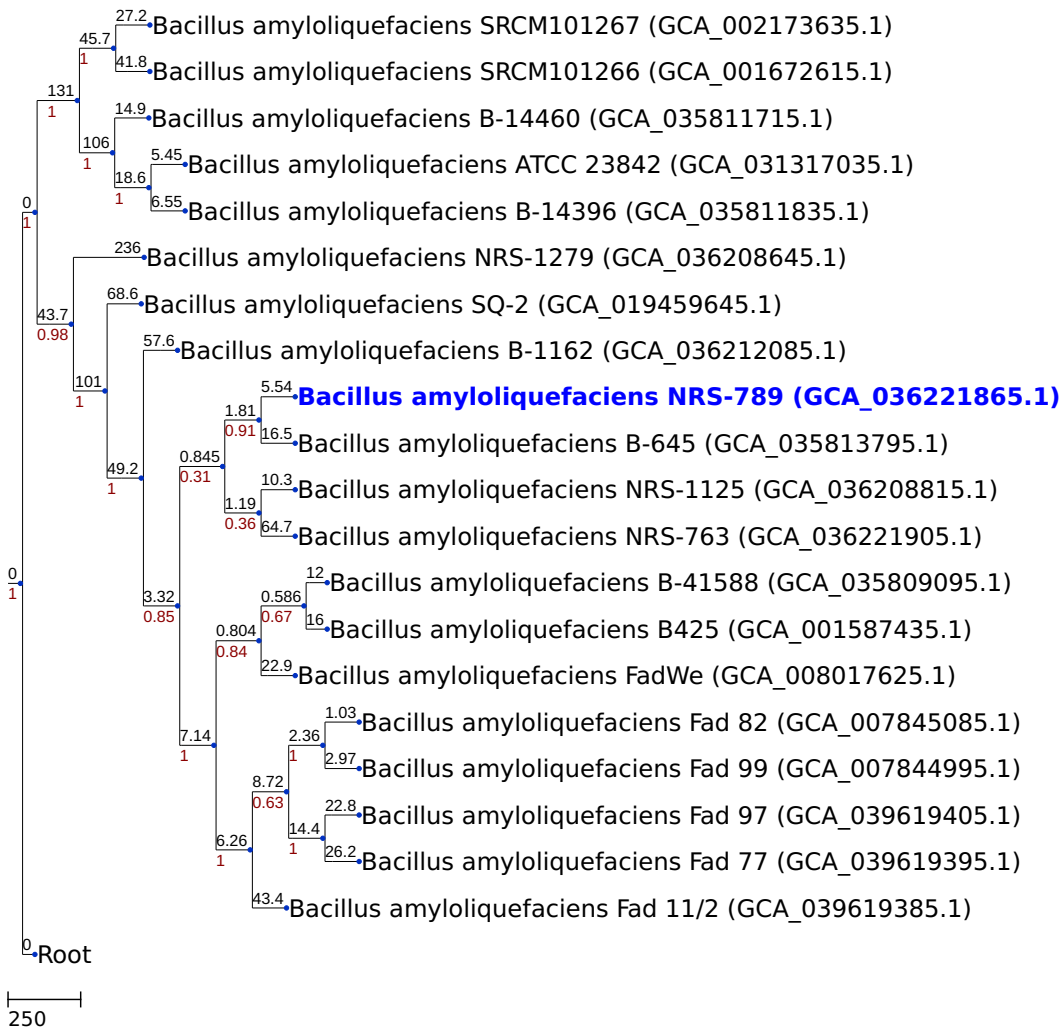 27.2
Bacillus amyloliquefaciens SRCM101267 (GCA_002173635.1)
45.7
1
41.8
Bacillus amyloliquefaciens SRCM101266 (GCA_001672615.1)
131
1
14.9
Bacillus amyloliquefaciens B-14460 (GCA_035811715.1)
106
1
5.45
Bacillus amyloliquefaciens ATCC 23842 (GCA_031317035.1)
18.6
1
6.55
Bacillus amyloliquefaciens B-14396 (GCA_035811835.1)
0
1
236
Bacillus amyloliquefaciens NRS-1279 (GCA_036208645.1)
68.6
Bacillus amyloliquefaciens SQ-2 (GCA_019459645.1)
43.7
0.98
57.6
Bacillus amyloliquefaciens B-1162 (GCA_036212085.1)
101
1
5.54
Bacillus amyloliquefaciens NRS-789 (GCA_036221865.1)
1.81
0.91
16.5
Bacillus amyloliquefaciens B-645 (GCA_035813795.1)
0.845
0.31
49.2
1
10.3
Bacillus amyloliquefaciens NRS-1125 (GCA_036208815.1)
1.19
0.36
64.7
Bacillus amyloliquefaciens NRS-763 (GCA_036221905.1)
0
1
12
Bacillus amyloliquefaciens B-41588 (GCA_035809095.1)
3.32
0.85
0.586
0.67
16
Bacillus amyloliquefaciens B425 (GCA_001587435.1)
0.804
0.84
22.9
Bacillus amyloliquefaciens FadWe (GCA_008017625.1)
1.03
Bacillus amyloliquefaciens Fad 82 (GCA_007845085.1)
7.14
1
2.36
1
2.97
Bacillus amyloliquefaciens Fad 99 (GCA_007844995.1)
8.72
0.63
22.8
Bacillus amyloliquefaciens Fad 97 (GCA_039619405.1)
14.4
1
6.26
1
26.2
Bacillus amyloliquefaciens Fad 77 (GCA_039619395.1)
43.4
Bacillus amyloliquefaciens Fad 11/2 (GCA_039619385.1)
0
Root
250